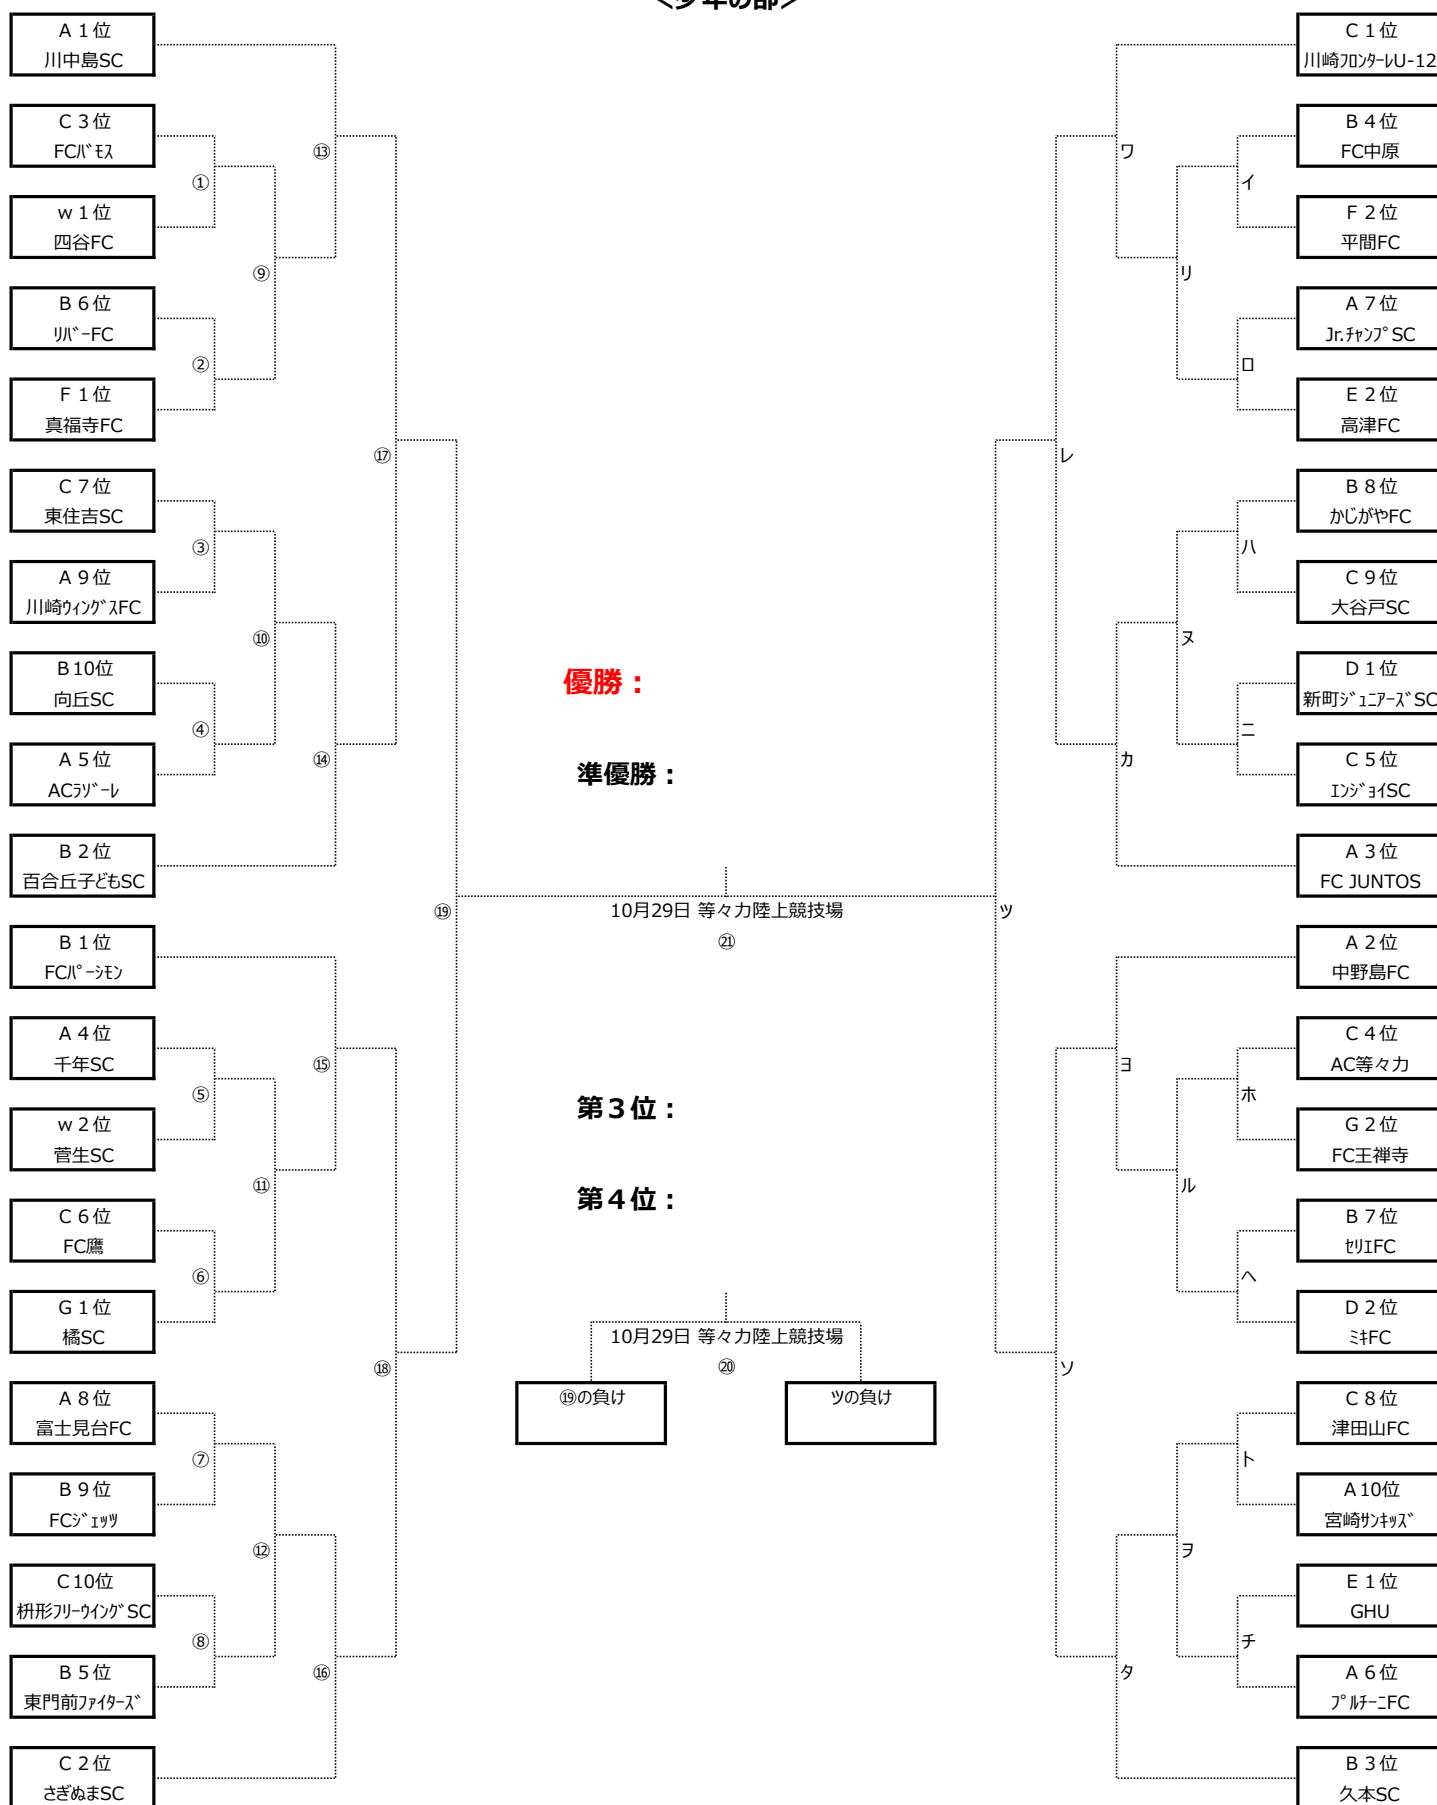 ＜少年の部＞
A１位
川中島SC
C３位
FCﾊﾞﾓｽ
w１位
四谷FC
B６位
ﾘﾊﾞｰFC
F１位
真福寺FC
C７位
東住吉SC
A９位
川崎ｳｨﾝｸﾞｽFC
B10位
向丘SC
A５位
ACﾗｿﾞｰﾚ
B２位
百合丘子どもSC
B１位
FCﾊﾟｰｼﾓﾝ
A４位
千年SC
w２位
菅生SC
C６位
FC鷹
G１位
橘SC
A８位
富士見台FC
B９位
FCｼﾞｪｯﾂ
C10位
枡形ﾌﾘｰｳｲﾝｸﾞSC
B５位
東門前ﾌｧｲﾀｰｽﾞ
C２位
さぎぬまSC
①
②
③
④
⑤
⑥
⑦
⑧
⑨
⑩
⑪
⑫
⑬
⑭
⑮
⑯
⑰
⑱
⑲
優勝：
準優勝：
10月29日 等々力陸上競技場
㉑
第３位：
第４位：
10月29日 等々力陸上競技場
⑳
⑲の負け
ツの負け
ツ
レ
ソ
ワ
カ
ヨ
タ
リ
ヌ
ル
ヲ
イ
ロ
ハ
ニ
ホ
ヘ
ト
チ
C１位
川崎ﾌﾛﾝﾀｰﾚU-12
B４位
FC中原
F２位
平間FC
A７位
Jr.ﾁｬﾝﾌﾟSC
E２位
高津FC
B８位
かじがやFC
C９位
大谷戸SC
D１位
新町ｼﾞｭﾆｱｰｽﾞSC
C５位
ｴﾝｼﾞｮｲSC
A３位
FC JUNTOS
A２位
中野島FC
C４位
AC等々力
G２位
FC王禅寺
B７位
ｾﾘｴFC
D２位
ﾐｷFC
C８位
津田山FC
A10位
宮崎ｻﾝｷｯｽﾞ
E１位
GHU
A６位
ﾌﾟﾙﾁｰﾆFC
B３位
久本SC